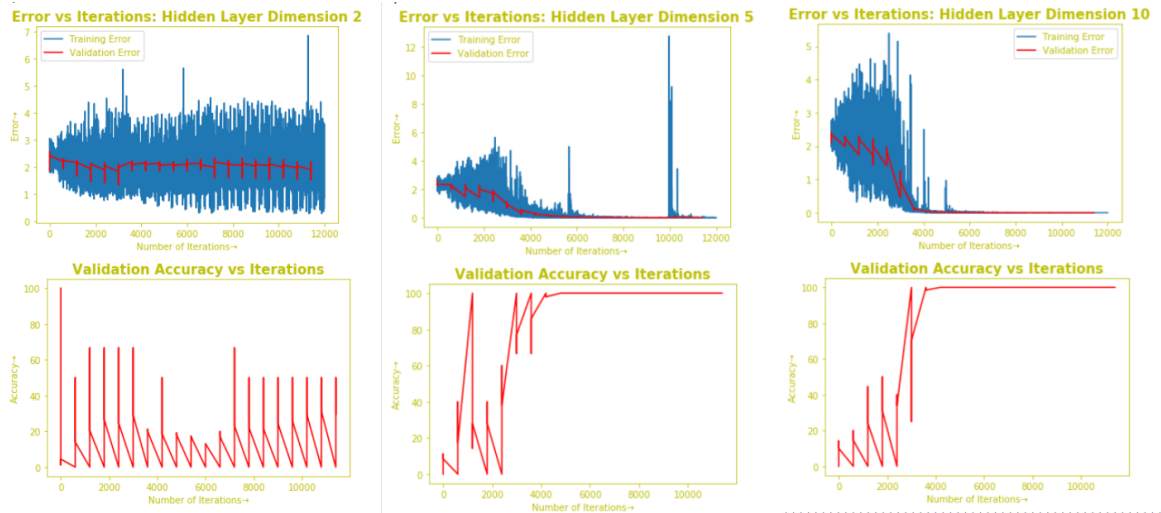 Error vs Iterations: Hidden Layer Dimension 2
7
6
5
4
3
2
1
0
Error→
Training Error
Validation Error
0 2000 4000 6000 8000 10000 12000
Number of Iterations→
Error vs Iterations: Hidden Layer Dimension 5
12
10
8
6
4
2
0
Error→
Training Error
Validation Error
0 2000 4000 6000 8000 10000 12000
Number of Iterations→
Error vs Iterations: Hidden Layer Dimension 10
5
4
3
2
1
0
Error→
Training Error
Validation Error
0 2000 4000 6000 8000 10000 12000
Number of Iterations→
Validation Accuracy vs Iterations
100
80
60
40
20
0
Accuracy→
0 2000 4000 6000 8000 10000
Number of Iterations→
Validation Accuracy vs Iterations
100
80
60
40
20
0
Accuracy→
0 2000 4000 6000 8000 10000
Number of Iterations→
Validation Accuracy vs Iterations
100
80
60
40
20
0
Accuracy→
0 2000 4000 6000 8000 10000
Number of Iterations→